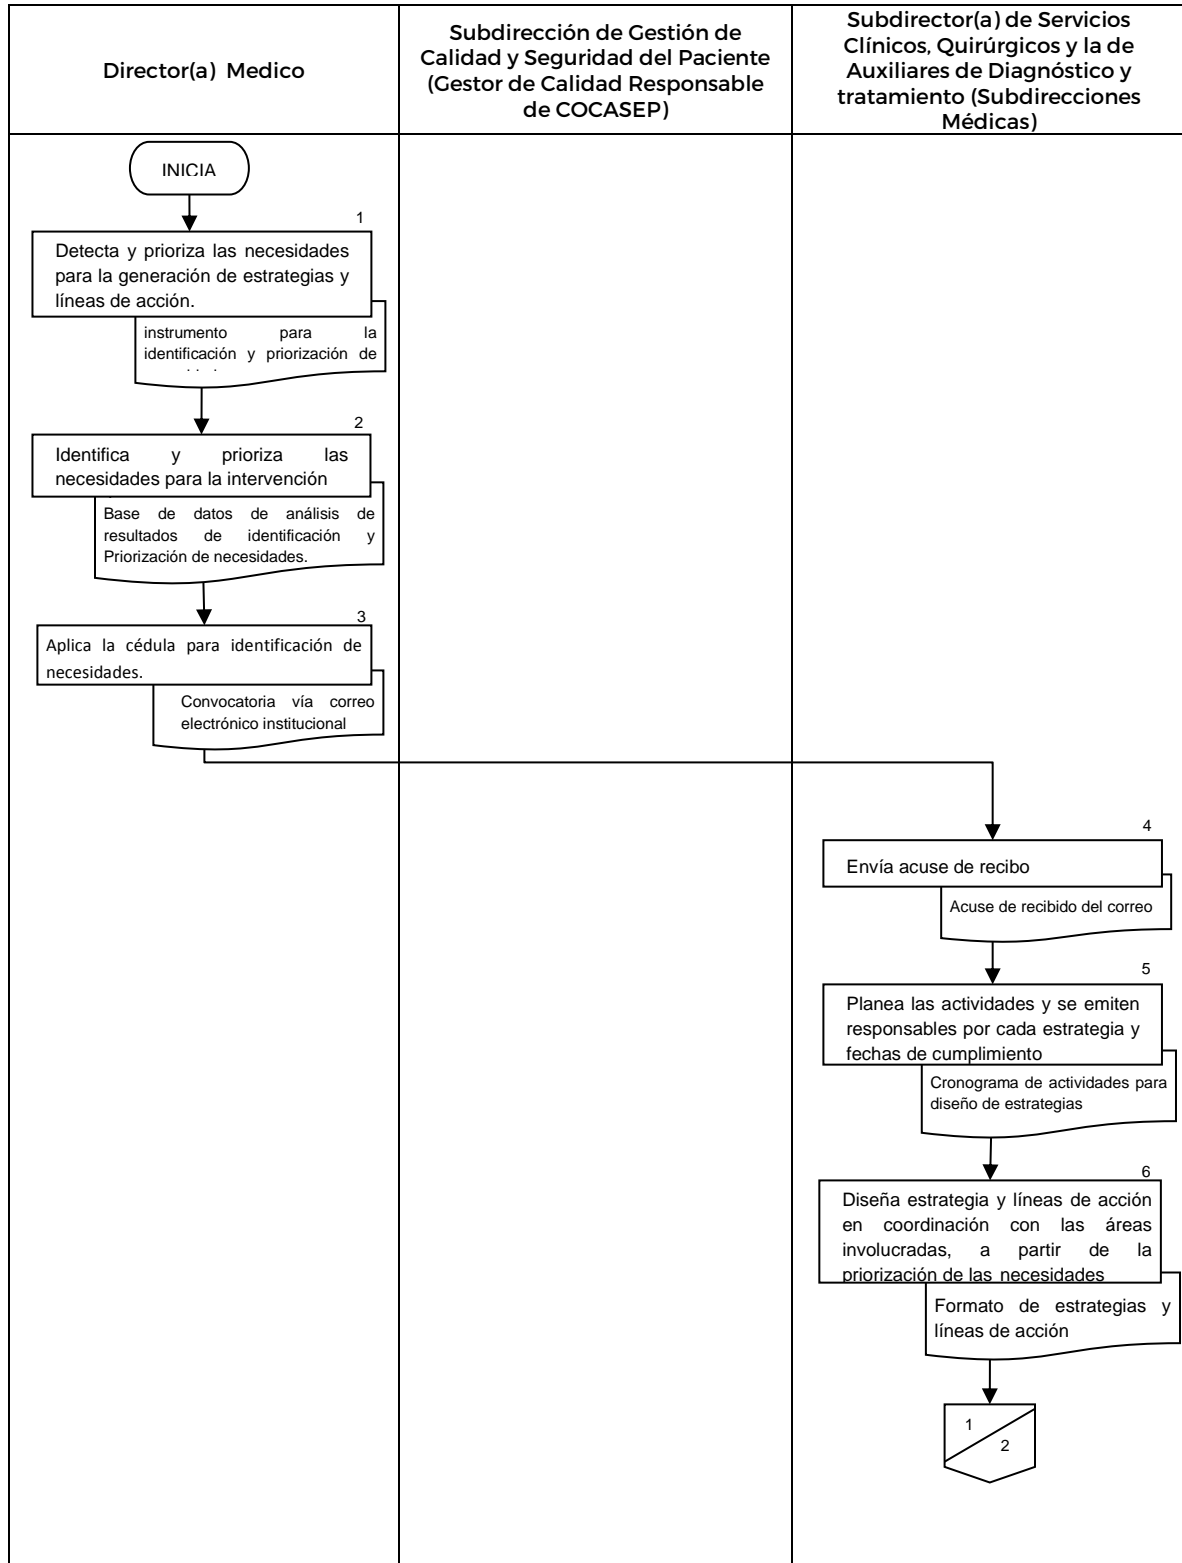 Director(a) Medico
Subdirección de Gestión de
Calidad y Seguridad del Paciente
(Gestor de Calidad Responsable
de COCASEP)
Subdirector(a) de Servicios
Clínicos, Quirúrgicos y la de
Auxiliares de Diagnóstico y
tratamiento (Subdirecciones
Médicas)
INICIA
1
Detecta y prioriza las necesidades
para la generación de estrategias y
líneas de acción.
instrumento para la
identificación y priorización de
2
Identifica y prioriza las
necesidades para la intervención
Base de datos de análisis de
resultados de identificación y
Priorización de necesidades.
3
Aplica la cédula para identificación de
necesidades.
Convocatoria vía correo
electrónico institucional
4
Envía acuse de recibo
Acuse de recibido del correo
5
Planea las actividades y se emiten
responsables por cada estrategia y
fechas de cumplimiento
Cronograma de actividades para
diseño de estrategias
6
Diseña estrategia y líneas de acción
en coordinación con las áreas
involucradas, a partir de la
priorización de las necesidades
Formato de estrategias y
líneas de acción
1
2